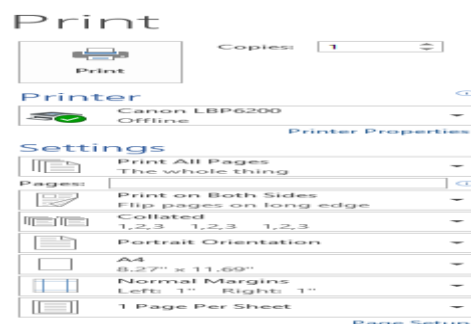 Print
Copies: 1
Print
Printer
Canon LBP6200
Offline
Printer Properties
Settings
Print All Pages
The whole thing
Pages:
Print on Both Sides
Flip pages on long edge
Collated
1,2,3 1,2,3 1,2,3
Portrait Orientation
A4
8.27" x 11.69"
Normal Margins
Left: 1" Right: 1"
1 Page Per Sheet
Page Setup